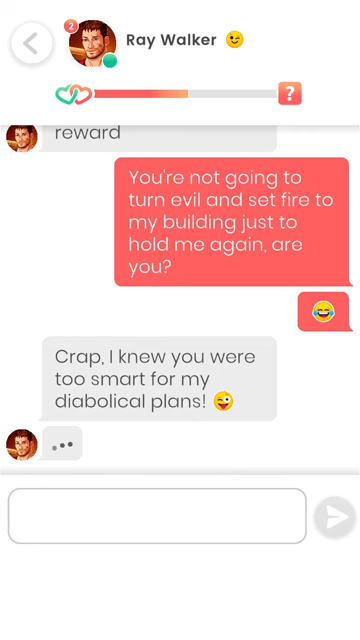 2
Ray Walker 😉
?
reward
You're not going to
turn evil and set fire to
my building just to
hold me again, are
you?
😂
Crap, I knew you were
too smart for my
diabolical plans! 😜